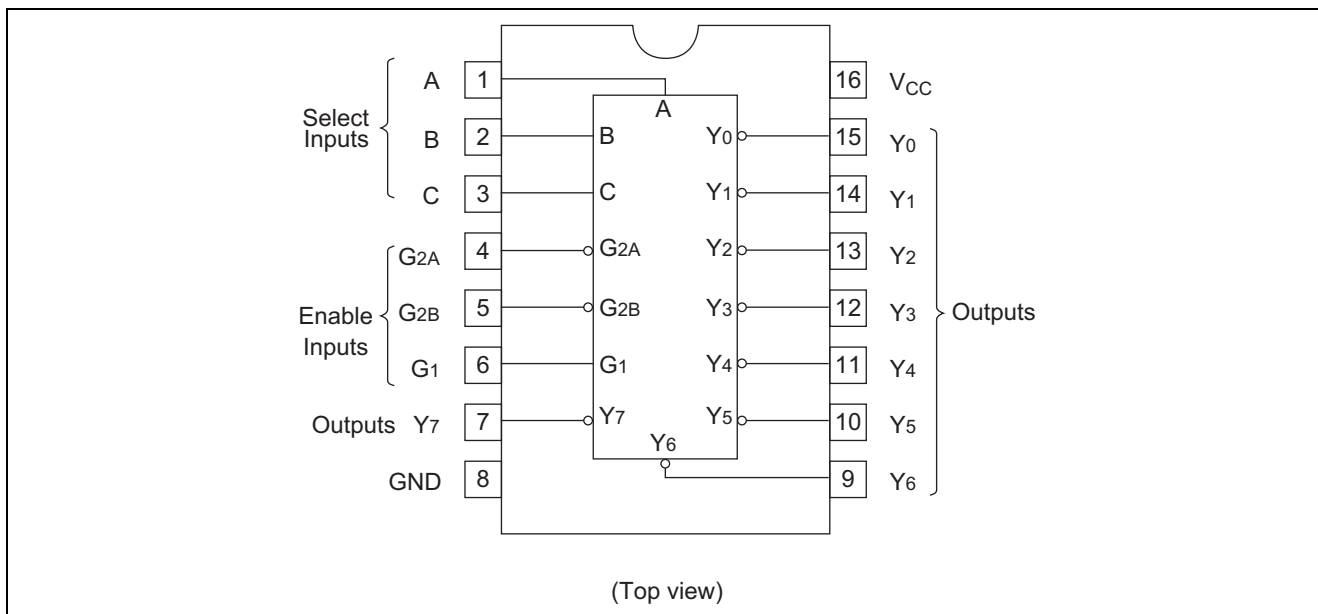 A 1 16 VCC
A
Select Inputs B 2 B Y0 15 Y0
C 3 C Y1 14 Y1
G2A 4 G2A Y2 13 Y2
Enable Inputs G2B 5 G2B Y3 12 Y3 Outputs
G1 6 G1 Y4 11 Y4
Outputs Y7 7 Y7 Y5 10 Y5
Y6
GND 8 9 Y6
(Top view)